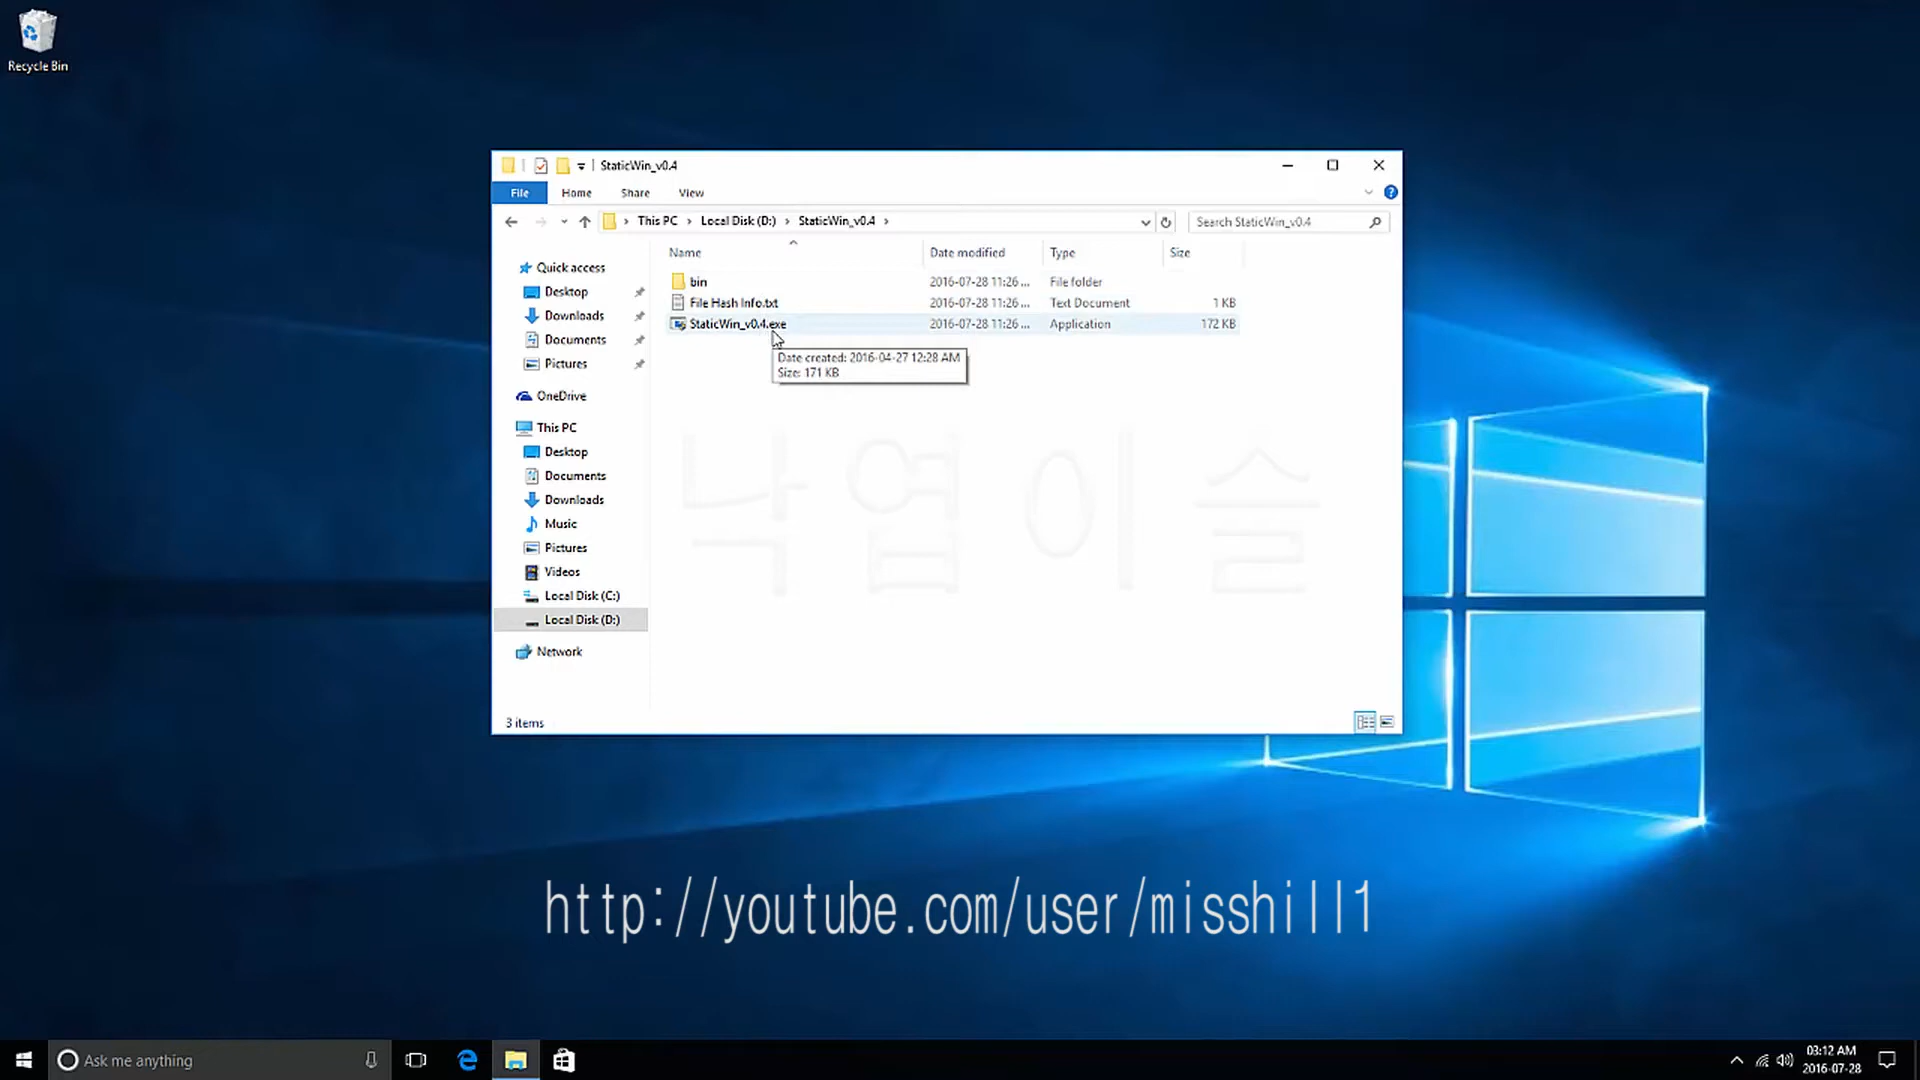 Recycle Bin
StaticWin_v0.4
File Home Share View
This PC Local Disk (D:) StaticWin_v0.4
Search StaticWin_v0.4
Name Date modified Type Size
bin 2016-07-28 11:26 ... File folder
File Hash Info.txt 2016-07-28 11:26 ... Text Document 1 KB
StaticWin_v0.4.exe 2016-07-28 11:26 ... Application 172 KB
Date created: 2016-04-27 12:28 AM
Size: 171 KB
Quick access
Desktop
Downloads
Documents
Pictures
OneDrive
This PC
Desktop
Documents
Downloads
Music
Pictures
Videos
Local Disk (C:)
Local Disk (D:)
Network
낙엽이슬
3 items
http://youtube.com/user/misshill1
Ask me anything
03:12 AM
2016-07-28